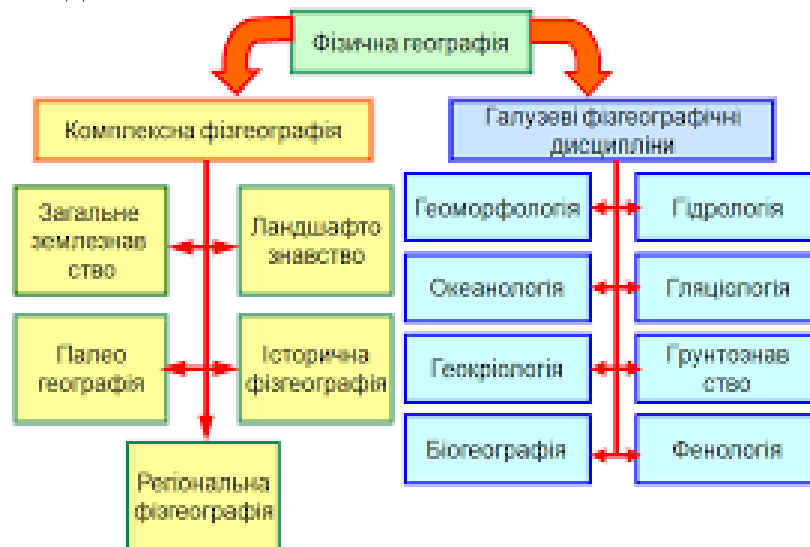 Фізична географія
Комплексна фізгеографія
Галузеві фізгеографічні
дисципліни
Загальне
землезнав
ство
Ландшафто
знавство
Палео
географія
Історична
фізгеографія
Регіональна
фізгеографія
Геоморфологія
Гідрологія
Океанологія
Гляціологія
Геокріологія
Грунтознав
ство
Біогеографія
Фенологія